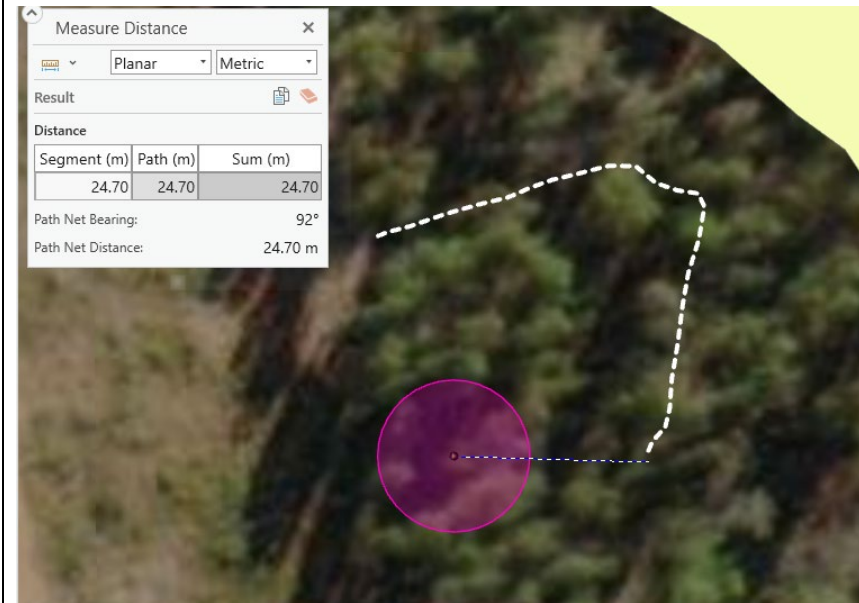 Measure Distance
Planar Metric
Result
Distance
Segment (m) Path (m) Sum (m)
24.70 24.70 24.70
Path Net Bearing: 92°
Path Net Distance: 24.70 m